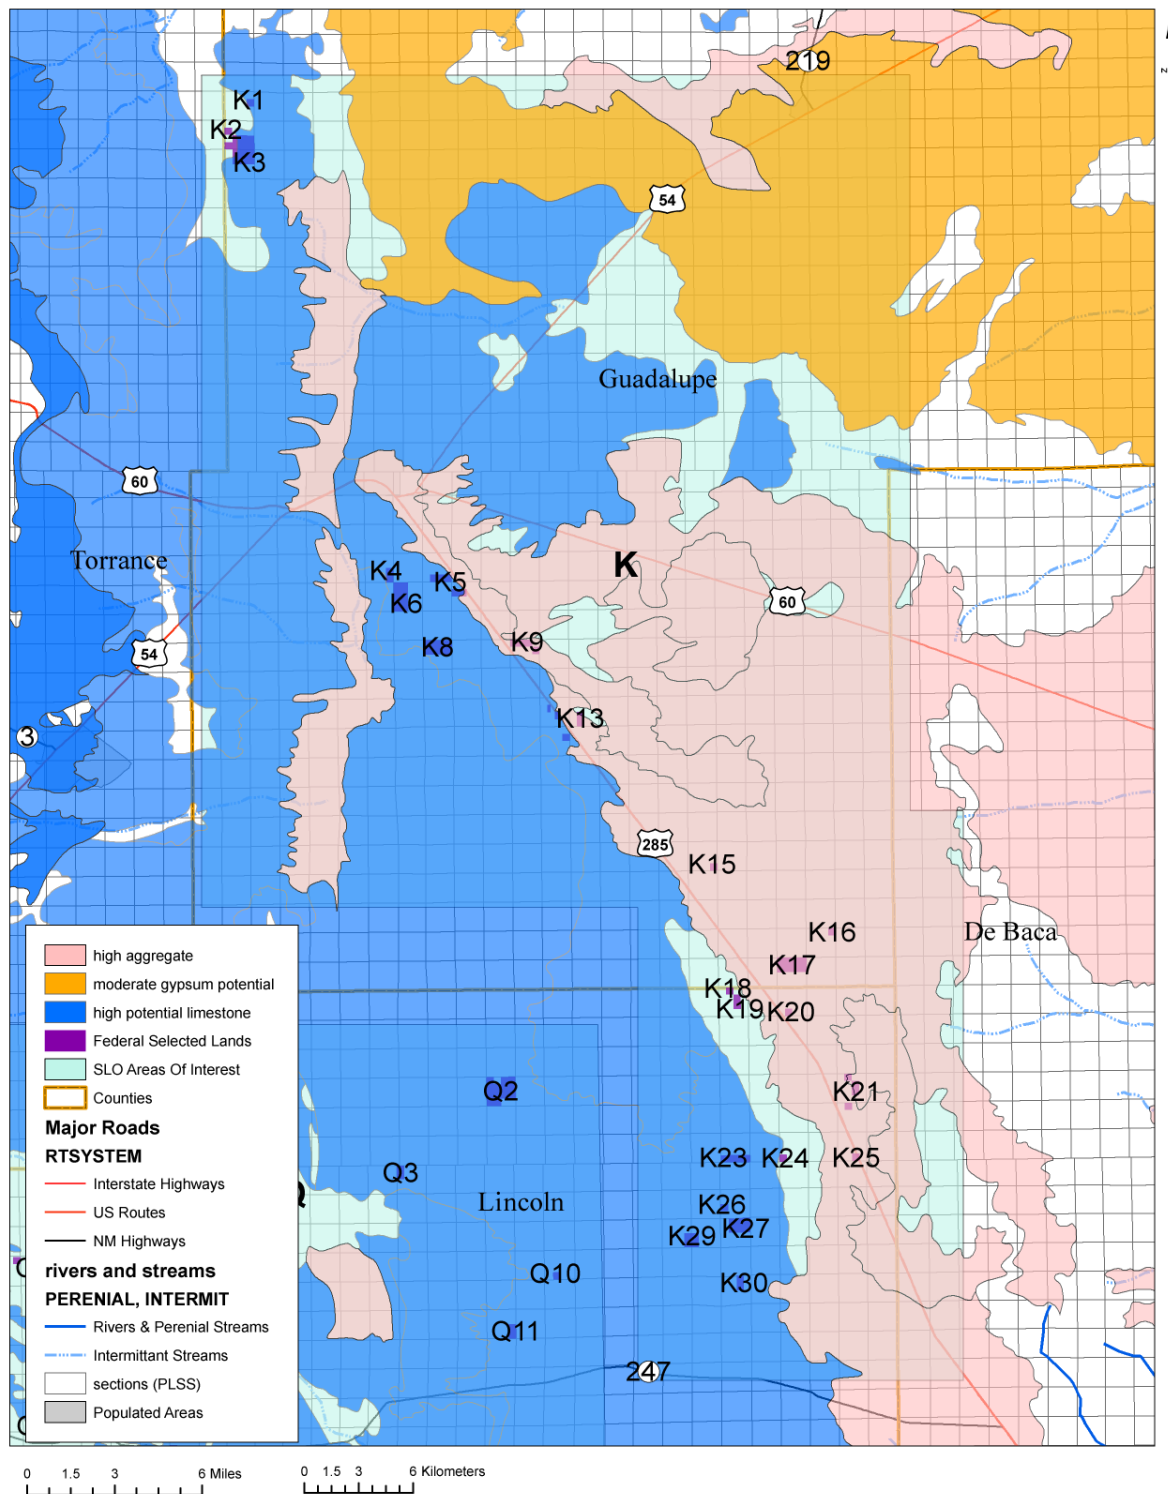 219
K1
K2
K3
54
Guadalupe
60
Torrance
K4
K5
K
K6
60
54
K8
K9
3
K13
285
K15
K16
De Baca
K17
K18
K19
K20
Q2
K21
K23
K24
K25
Q3
Lincoln
K26
K27
K29
Q10
K30
Q11
247
high aggregate
moderate gypsum potential
high potential limestone
Federal Selected Lands
SLO Areas Of Interest
Counties
Major Roads
RTSYSTEM
Interstate Highways
US Routes
NM Highways
rivers and streams
PERENIAL, INTERMIT
Rivers & Perenial Streams
Intermittant Streams
sections (PLSS)
Populated Areas
0 1.5 3 6 Miles
0 1.5 3 6 Kilometers